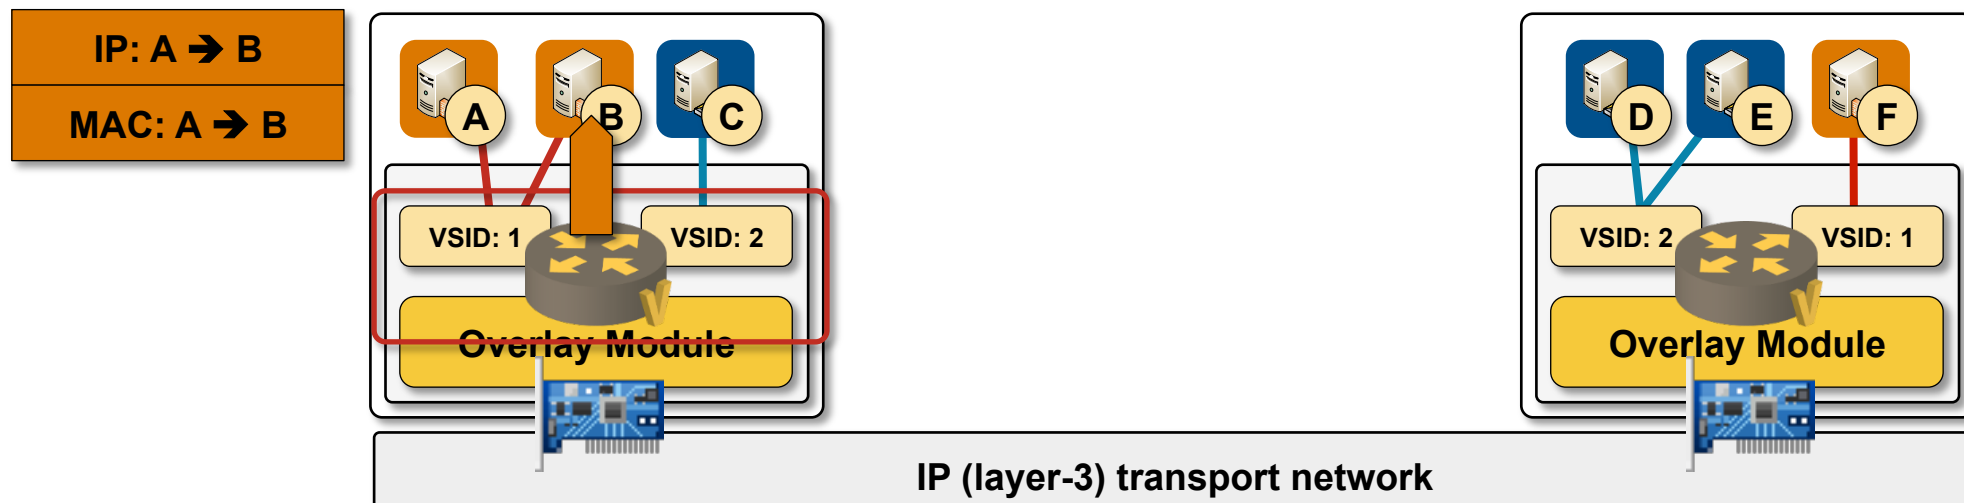 IP: A ➔ B
MAC: A ➔ B
A
B
C
D
E
F
VSID: 1
VSID: 2
VSID: 2
VSID: 1
Overlay Module
Overlay Module
IP (layer-3) transport network